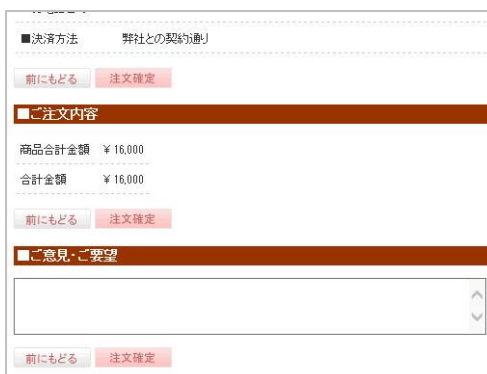 ■決済方法 弊社との契約通り
前にもどる 注文確定
■ご注文内容
商品合計金額 ¥ 16,000
合計金額 ¥ 16,000
前にもどる 注文確定
■ご意見・ご要望
前にもどる 注文確定